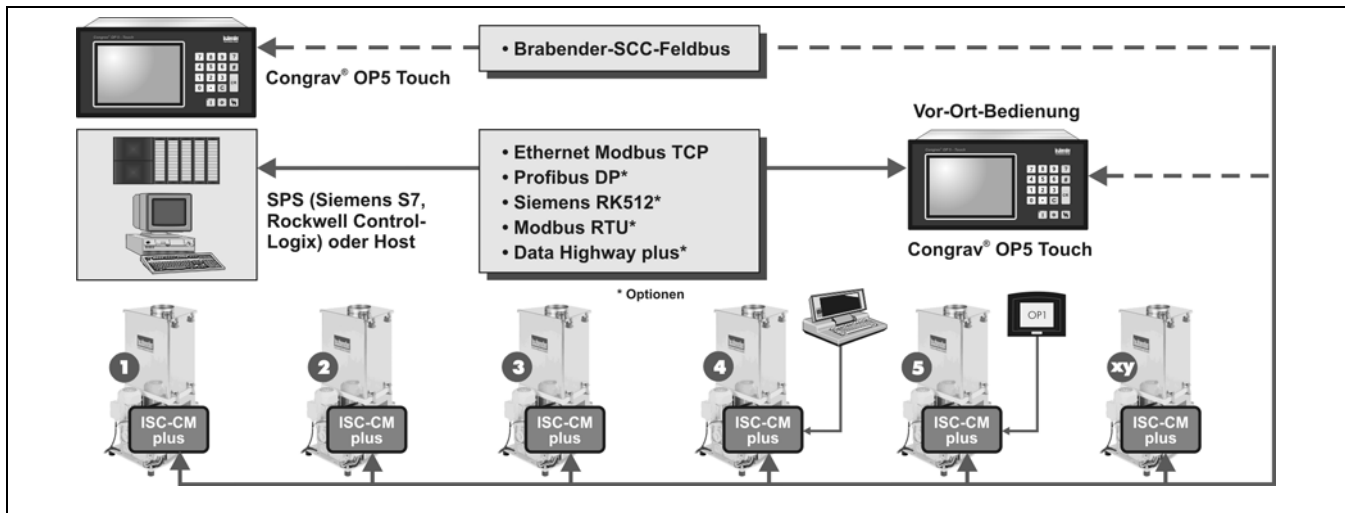 • Brabender-SCC-Feldbus
Congrav® OP5 Touch
Vor-Ort-Bedienung
• Ethernet Modbus TCP
• Profibus DP*
• Siemens RK512*
• Modbus RTU*
• Data Highway plus*
SPS (Siemens S7,
Rockwell Control-
Logix) oder Host
Congrav® OP5 Touch
* Optionen
OP1
1
2
3
4
5
xy
ISC-CM
plus
ISC-CM
plus
ISC-CM
plus
ISC-CM
plus
ISC-CM
plus
ISC-CM
plus